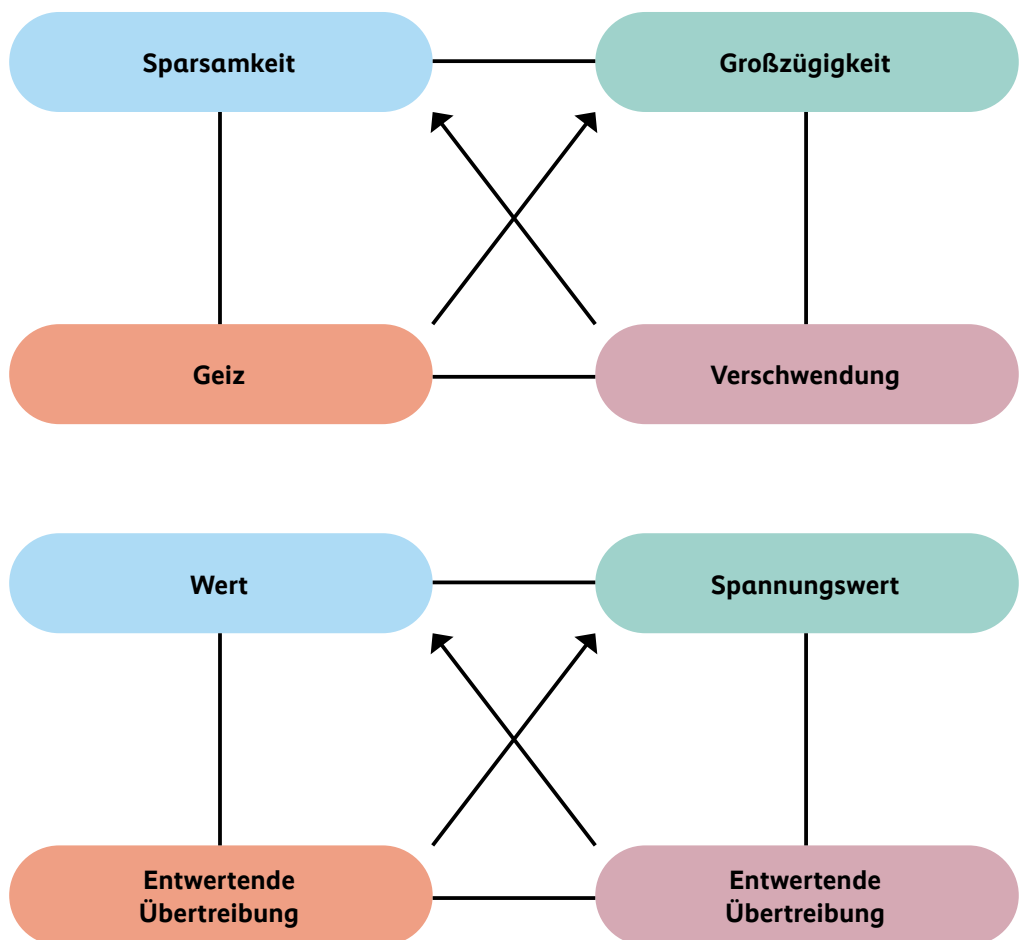 Sparsamkeit
Großzügigkeit
Geiz
Verschwendung
Wert
Spannungswert
Entwertende
Übertreibung
Entwertende
Übertreibung